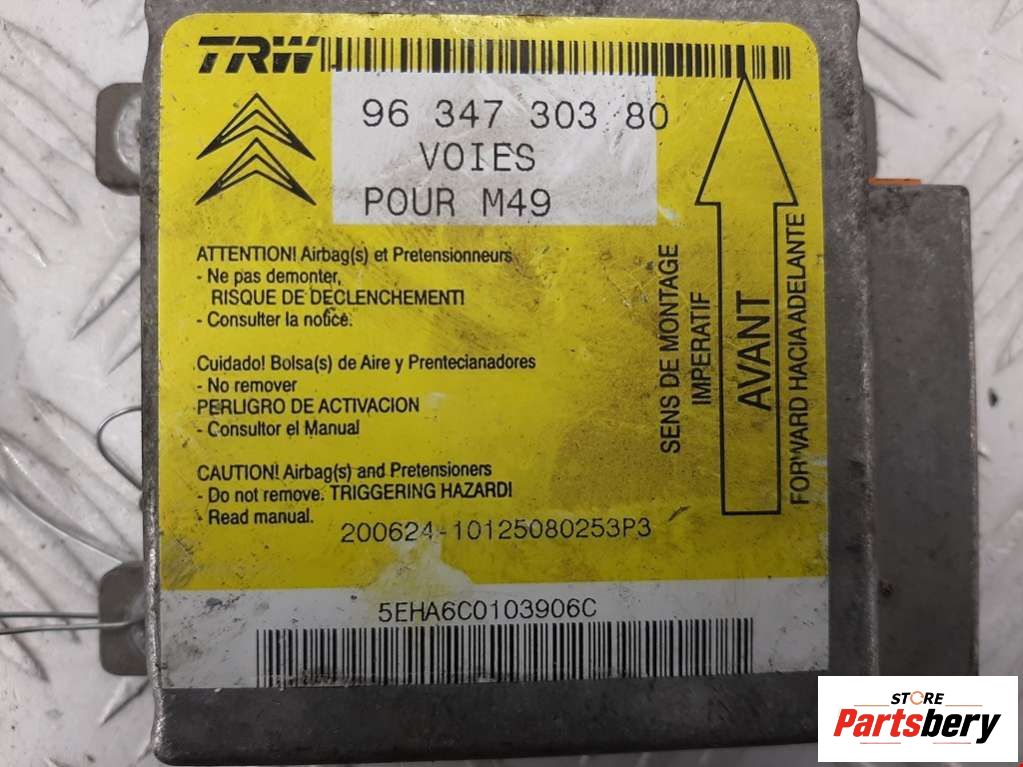 TRW
96 347 303 80
VOIES
POUR M49
ATTENTION! Airbag(s) et Pretensionneurs
- Ne pas demonter,
RISQUE DE DECLENCHEMENT!
- Consulter la notice.
Cuidado! Bolsa(s) de Aire y Prentecianadores
- No remover
PERLIGRO DE ACTIVACION
- Consultor el Manual
CAUTION! Airbag(s) and Pretensioners
- Do not remove. TRIGGERING HAZARD!
- Read manual.
200624-10125080253P3
SENS DE MONTAGE
IMPERATIF
AVANT
FORWARD HACIA ADELANTE
5EHA6C0103906C
STORE
Partsbery